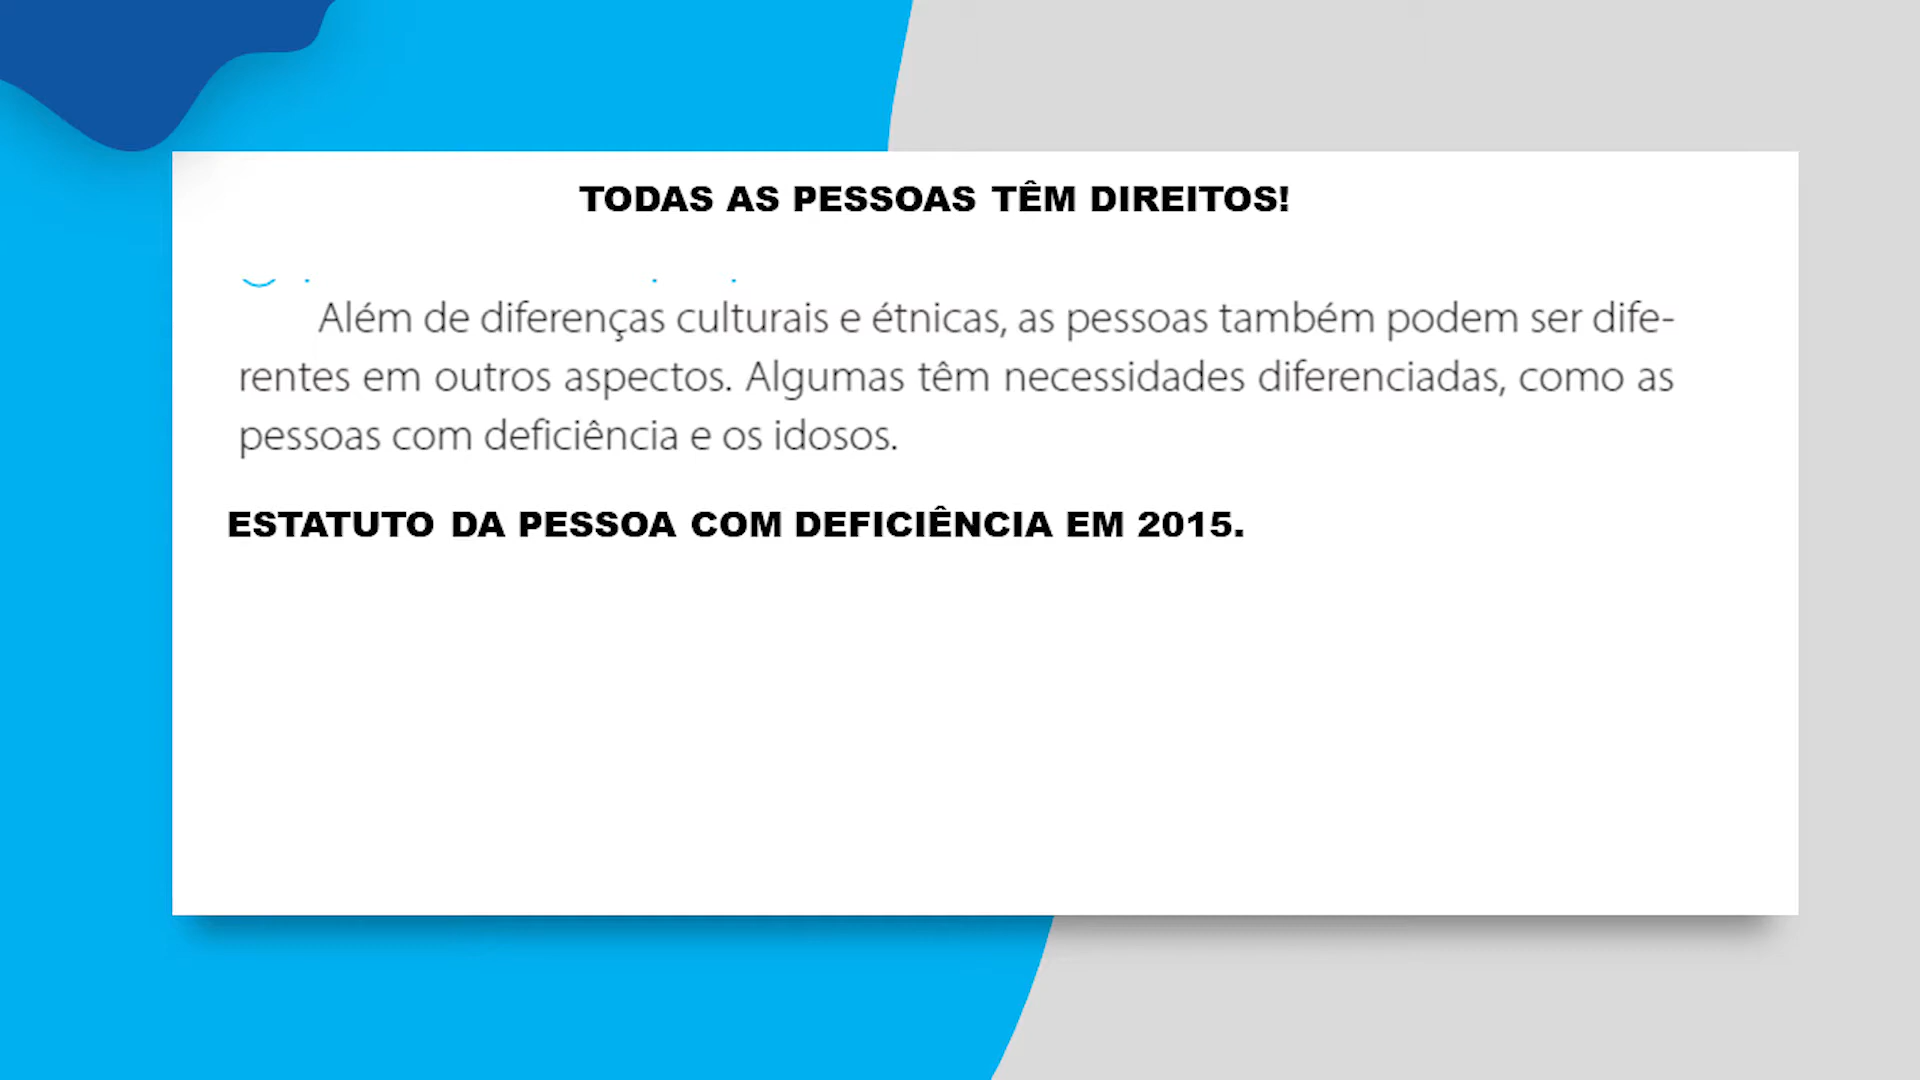 TODAS AS PESSOAS TÊM DIREITOS!
Além de diferenças culturais e étnicas, as pessoas também podem ser dife-
rentes em outros aspectos. Algumas têm necessidades diferenciadas, como as
pessoas com deficiência e os idosos.
ESTATUTO DA PESSOA COM DEFICIÊNCIA EM 2015.